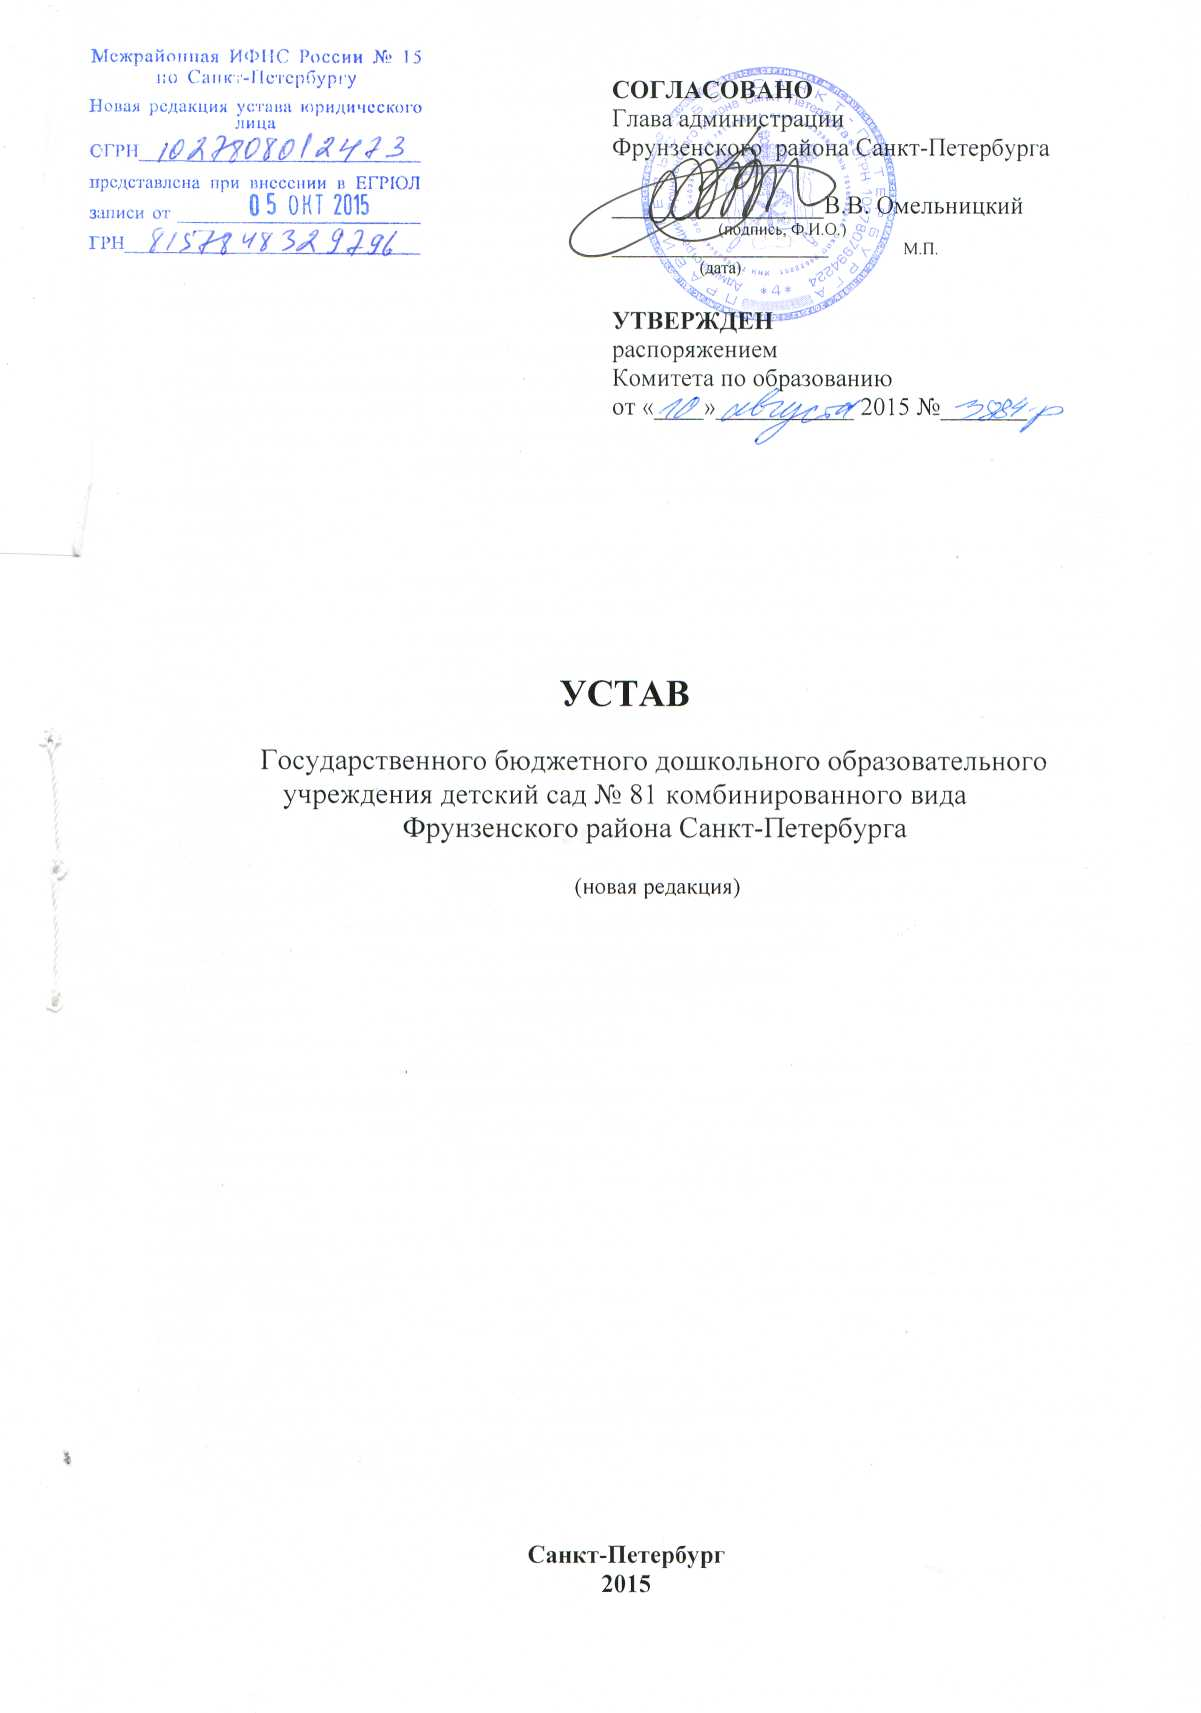 Межрайонная ИФНС России № 15
по Санкт-Петербургу
Новая редакция устава юридического
лица
ОГРН 1027808012473
представлена при внесении в ЕГРЮЛ
записи от 05 ОКТ 2015
ГРН 8157848329796
СОГЛАСОВАНО
Глава администрации
Фрунзенского района Санкт-Петербурга
В.В. Омельницкий
(подпись, Ф.И.О.)
М.П.
(дата)
УТВЕРЖДЕН
распоряжением
Комитета по образованию
от «10» августа 2015 № 3984-р
УСТАВ
Государственного бюджетного дошкольного образовательного
учреждения детский сад № 81 комбинированного вида
Фрунзенского района Санкт-Петербурга
(новая редакция)
Санкт-Петербург
2015